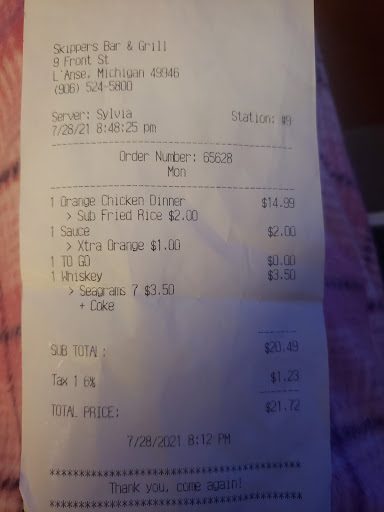 Skippers Bar & Grill
9 Front St
L'Anse, Michigan 49946
(906) 524-5800
Server: Sylvia Station: #9
7/28/21 8:48:25 pm
Order Number: 65628
Mon
1 Orange Chicken Dinner $14.99
> Sub Fried Rice $2.00
1 Sauce $2.00
> Xtra Orange $1.00
1 TO GO $0.00
1 Whiskey $3.50
> Seagrams 7 $3.50
+ Coke
SUB TOTAL: $20.49
Tax 1 6% $1.23
TOTAL PRICE: $21.72
7/28/2021 8:12 PM
****************************************
Thank you, come again!
****************************************